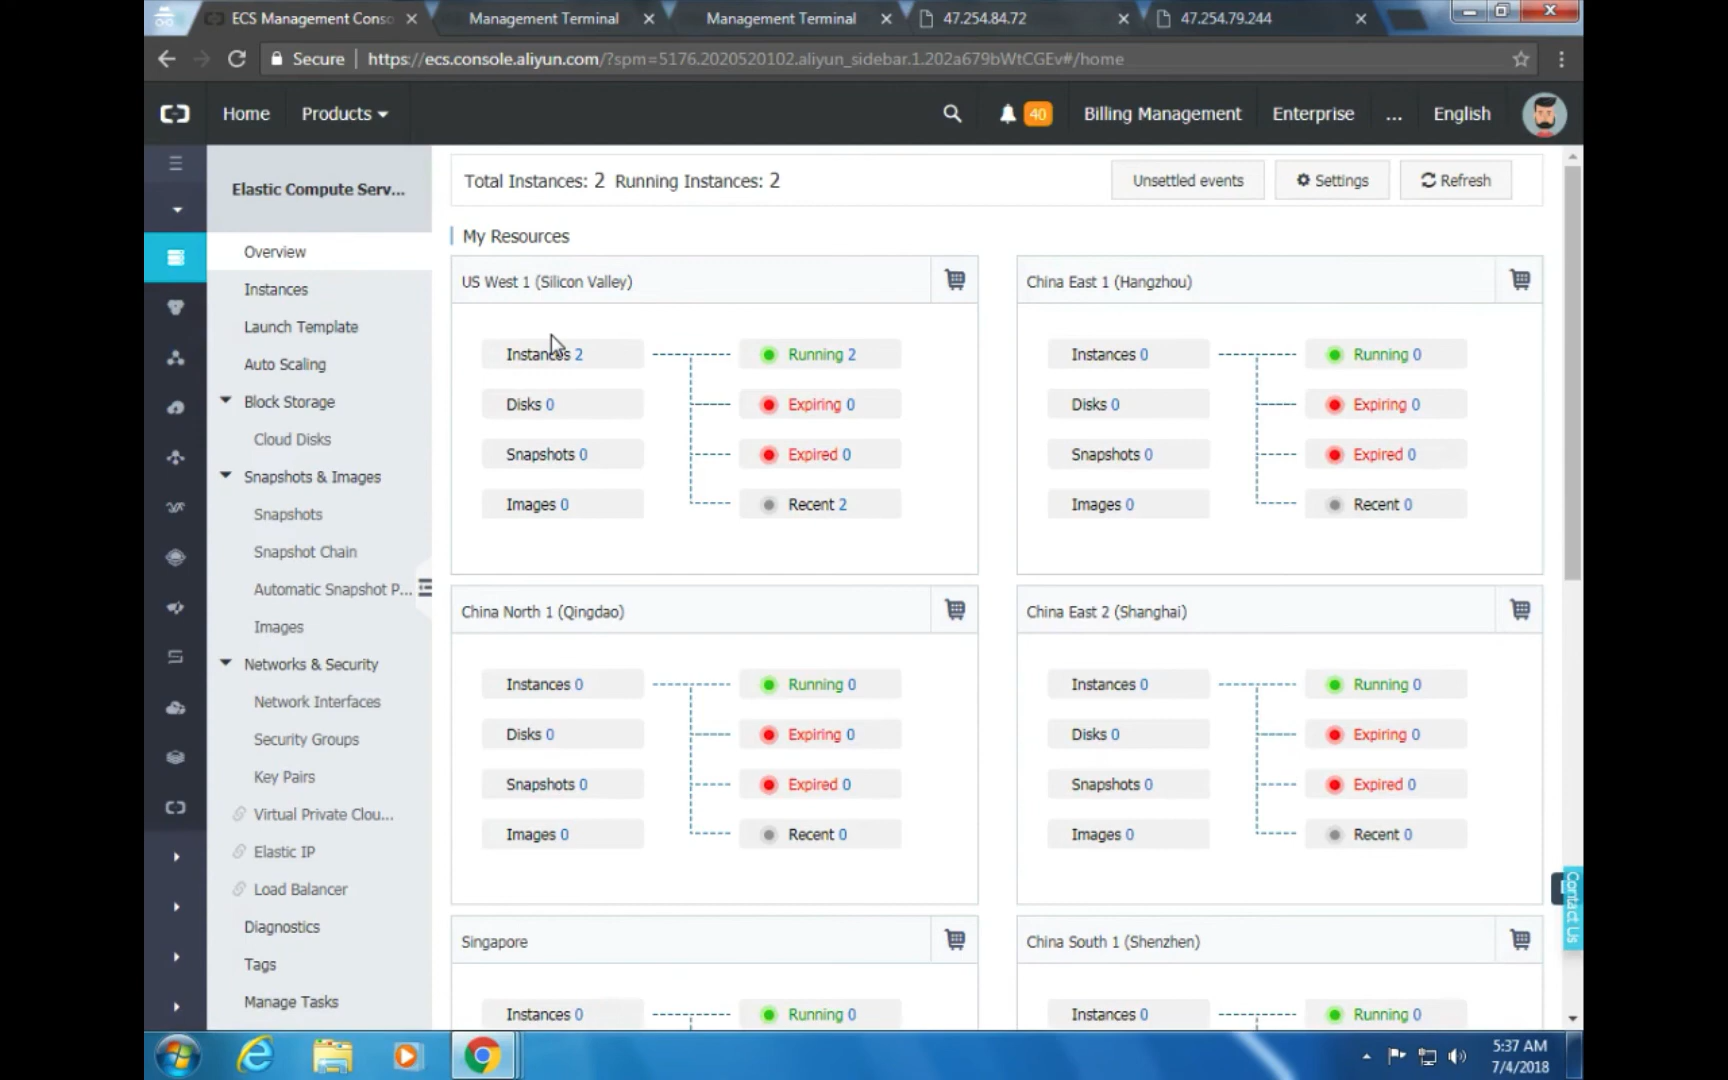 ECS Management Conso
Management Terminal
Management Terminal
47.254.84.72
47.254.79.244
Secure
https://ecs.console.aliyun.com/?spm=5176.2020520102.aliyun_sidebar.1.202a679bWtCGEv#/home
Home
Products
40
Billing Management
Enterprise
...
English
Elastic Compute Serv...
Overview
Instances
Launch Template
Auto Scaling
Block Storage
Cloud Disks
Snapshots & Images
Snapshots
Snapshot Chain
Automatic Snapshot P...
Images
Networks & Security
Network Interfaces
Security Groups
Key Pairs
Virtual Private Clou...
Elastic IP
Load Balancer
Diagnostics
Tags
Manage Tasks
Total Instances: 2 Running Instances: 2
Unsettled events
Settings
Refresh
My Resources
US West 1 (Silicon Valley)
Instances 2
Running 2
Disks 0
Expiring 0
Snapshots 0
Expired 0
Images 0
Recent 2
China East 1 (Hangzhou)
Instances 0
Running 0
Disks 0
Expiring 0
Snapshots 0
Expired 0
Images 0
Recent 0
China North 1 (Qingdao)
Instances 0
Running 0
Disks 0
Expiring 0
Snapshots 0
Expired 0
Images 0
Recent 0
China East 2 (Shanghai)
Instances 0
Running 0
Disks 0
Expiring 0
Snapshots 0
Expired 0
Images 0
Recent 0
Singapore
Instances 0
Running 0
China South 1 (Shenzhen)
Instances 0
Running 0
Contact Us
5:37 AM
7/4/2018